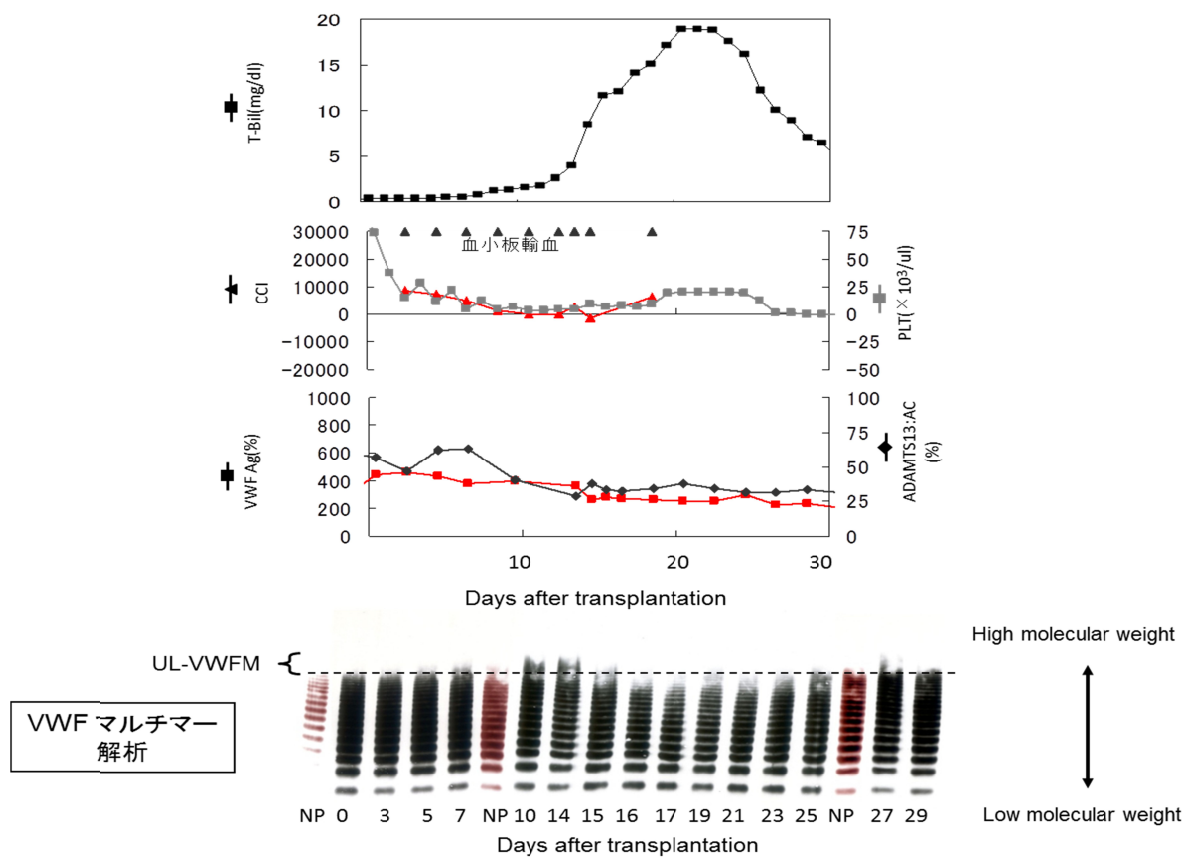 20
15
10
5
0
T-Bil(mg/dl)
血小板輸血
30000
20000
10000
0
−10000
−20000
CCI
75
50
25
0
−25
−50
PLT(×10³/ul)
1000
800
600
400
200
0
VWF Ag(%)
100
75
50
25
0
ADAMTS13:AC
(%)
10 20 30
Days after transplantation
High molecular weight
UL-VWFM
VWF マルチマー
解析
NP 0 3 5 7 NP 10 14 15 16 17 19 21 23 25 NP 27 29
Low molecular weight
Days after transplantation